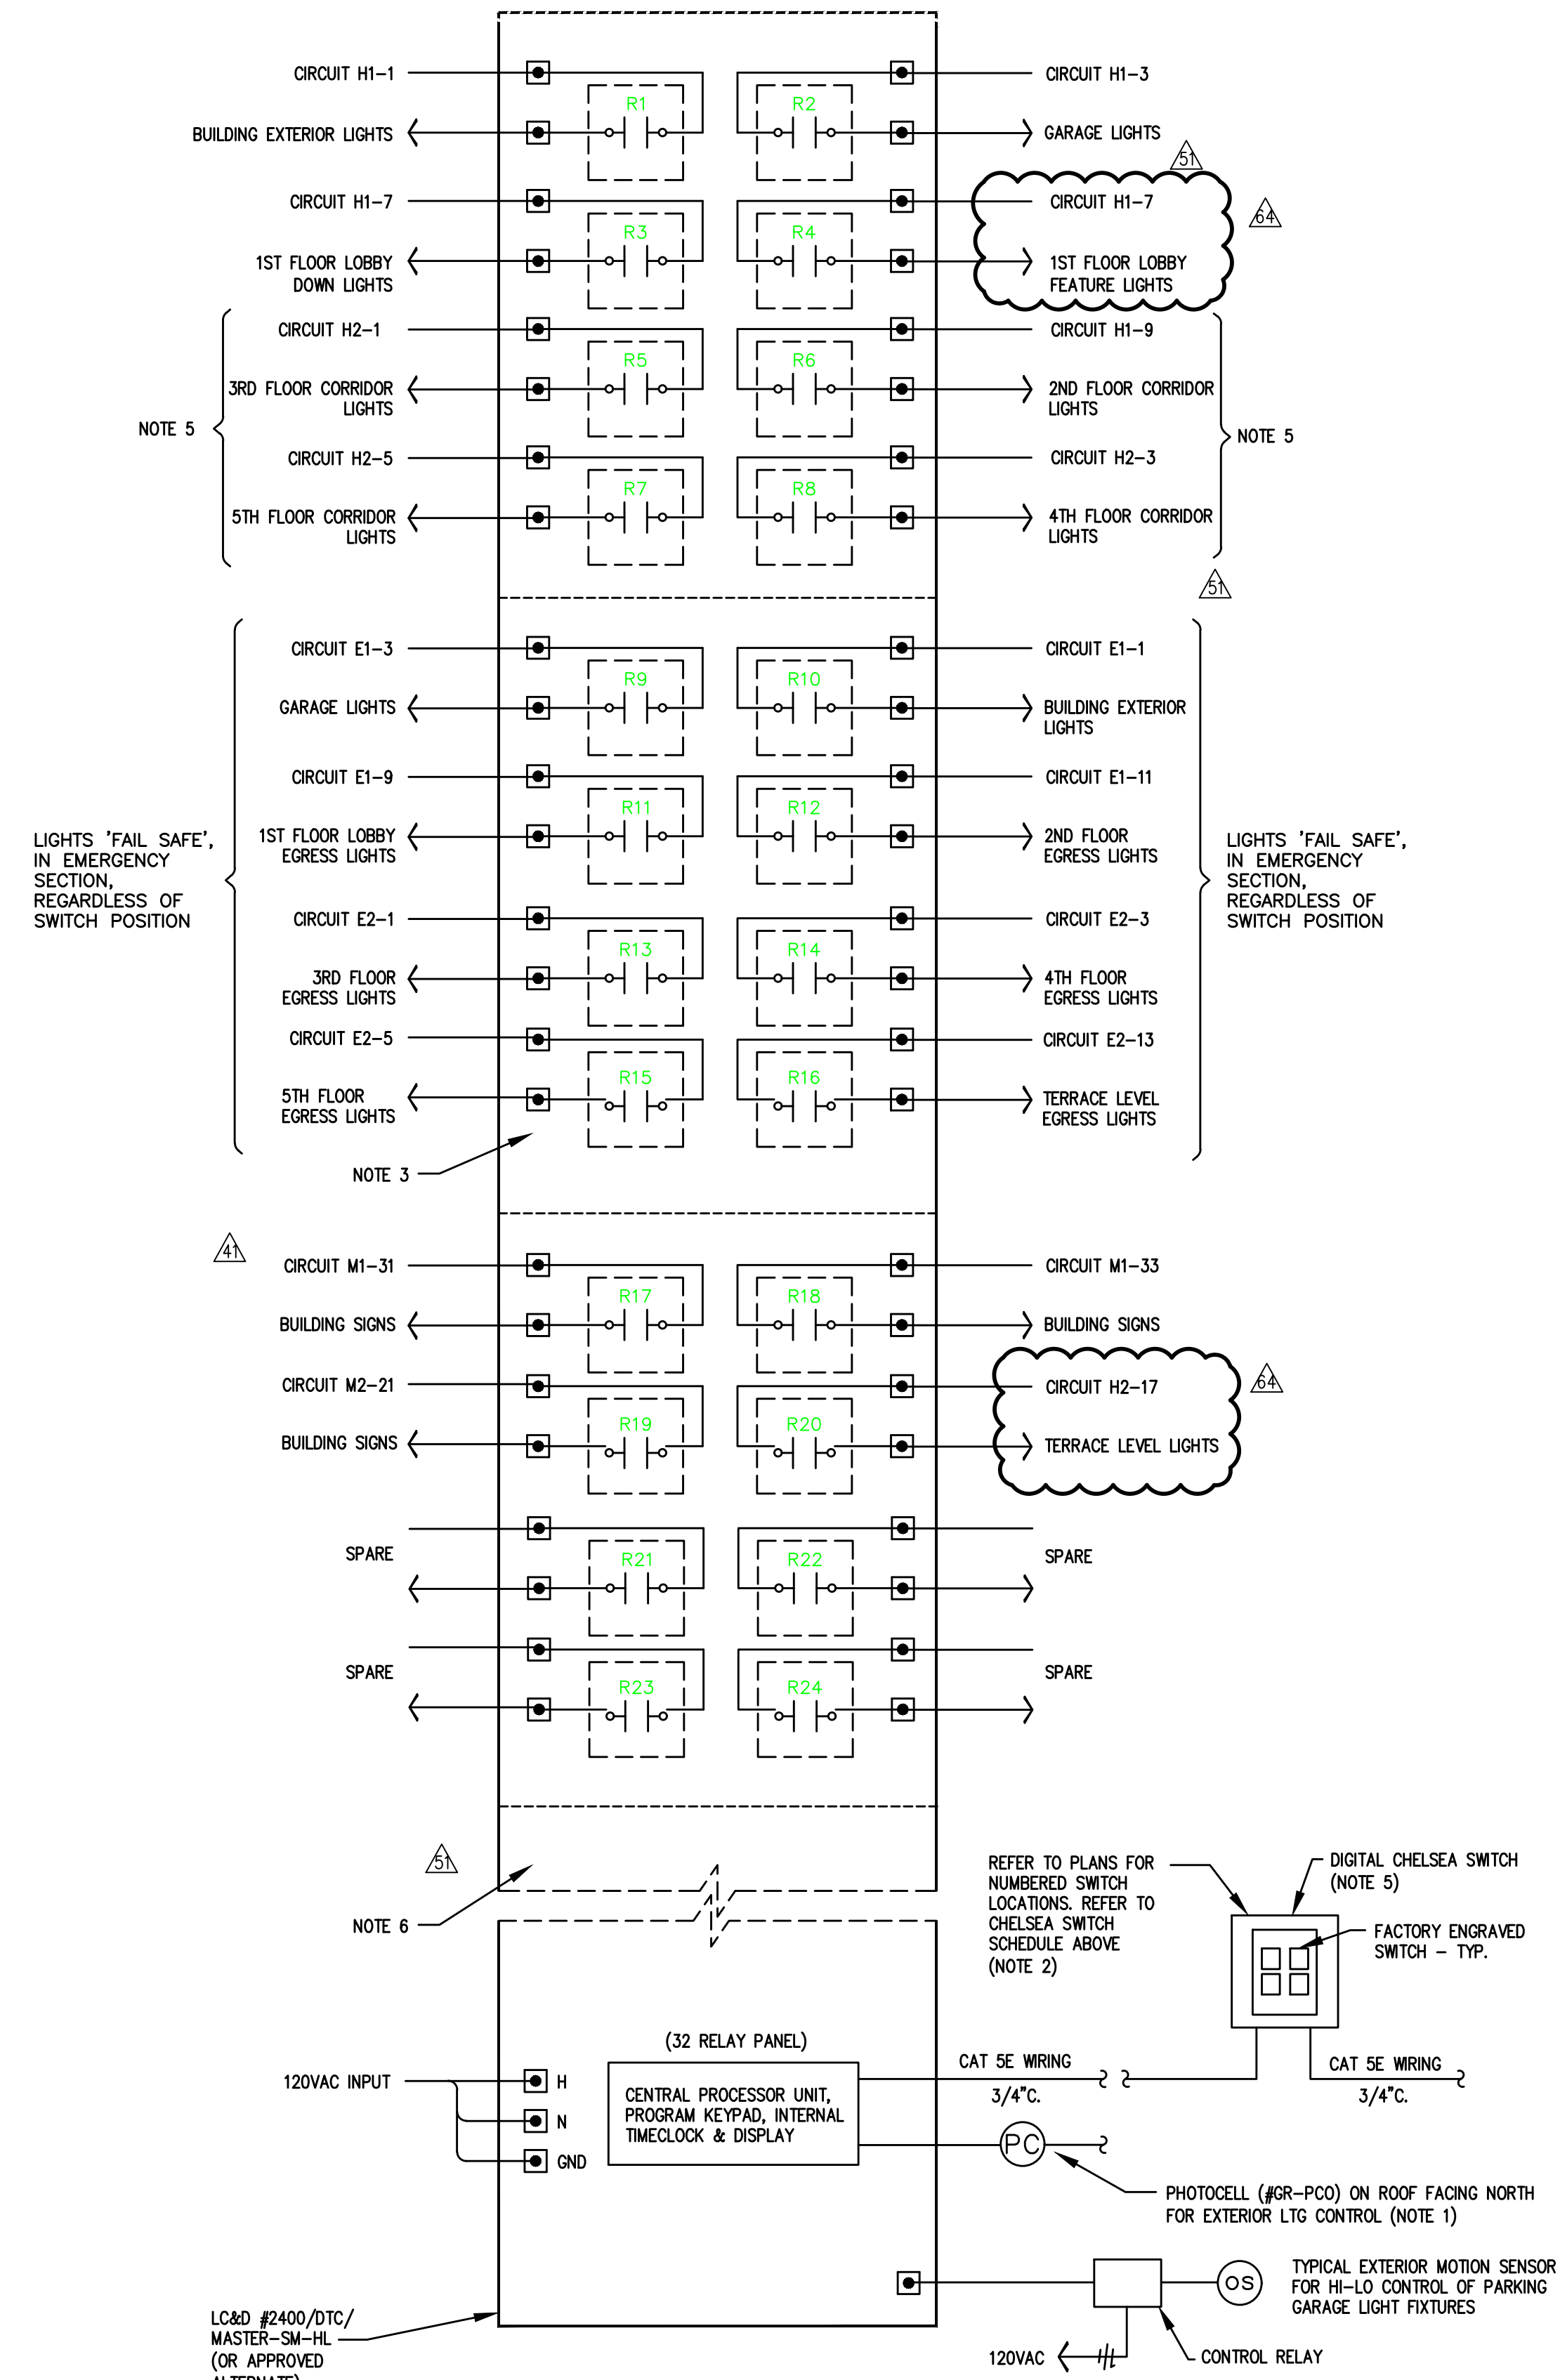 CIRCUIT H1-1
R1
BUILDING EXTERIOR LIGHTS
CIRCUIT H1-3
R2
GARAGE LIGHTS
51
CIRCUIT H1-7
R3
1ST FLOOR LOBBY
DOWN LIGHTS
CIRCUIT H1-7
64
R4
1ST FLOOR LOBBY
FEATURE LIGHTS
CIRCUIT H2-1
R5
3RD FLOOR CORRIDOR
LIGHTS
CIRCUIT H1-9
R6
2ND FLOOR CORRIDOR
LIGHTS
NOTE 5
NOTE 5
CIRCUIT H2-5
R7
5TH FLOOR CORRIDOR
LIGHTS
CIRCUIT H2-3
R8
4TH FLOOR CORRIDOR
LIGHTS
51
CIRCUIT E1-3
R9
GARAGE LIGHTS
CIRCUIT E1-1
R10
BUILDING EXTERIOR
LIGHTS
CIRCUIT E1-9
R11
1ST FLOOR LOBBY
EGRESS LIGHTS
CIRCUIT E1-11
R12
2ND FLOOR
EGRESS LIGHTS
LIGHTS 'FAIL SAFE',
IN EMERGENCY
SECTION,
REGARDLESS OF
SWITCH POSITION
LIGHTS 'FAIL SAFE',
IN EMERGENCY
SECTION,
REGARDLESS OF
SWITCH POSITION
CIRCUIT E2-1
R13
3RD FLOOR
EGRESS LIGHTS
CIRCUIT E2-3
R14
4TH FLOOR
EGRESS LIGHTS
CIRCUIT E2-5
R15
5TH FLOOR
EGRESS LIGHTS
CIRCUIT E2-13
R16
TERRACE LEVEL
EGRESS LIGHTS
NOTE 3
41
CIRCUIT M1-31
R17
BUILDING SIGNS
CIRCUIT M1-33
R18
BUILDING SIGNS
CIRCUIT M2-21
R19
BUILDING SIGNS
CIRCUIT H2-17
64
R20
TERRACE LEVEL LIGHTS
SPARE
R21
R22
SPARE
SPARE
R23
R24
SPARE
51
NOTE 6
REFER TO PLANS FOR
NUMBERED SWITCH
LOCATIONS. REFER TO
CHELSEA SWITCH
SCHEDULE ABOVE
(NOTE 2)
DIGITAL CHELSEA SWITCH
(NOTE 5)
FACTORY ENGRAVED
SWITCH - TYP.
(32 RELAY PANEL)
120VAC INPUT
H
N
GND
CENTRAL PROCESSOR UNIT,
PROGRAM KEYPAD, INTERNAL
TIMECLOCK & DISPLAY
CAT 5E WIRING
3/4"C.
CAT 5E WIRING
3/4"C.
PC
PHOTOCELL (#GR-PCO) ON ROOF FACING NORTH
FOR EXTERIOR LTG CONTROL (NOTE 1)
OS
TYPICAL EXTERIOR MOTION SENSOR
FOR HI-LO CONTROL OF PARKING
GARAGE LIGHT FIXTURES
CONTROL RELAY
120VAC
LC&D #2400/DTC/
MASTER-SM-HL
(OR APPROVED
ALTERNATE)